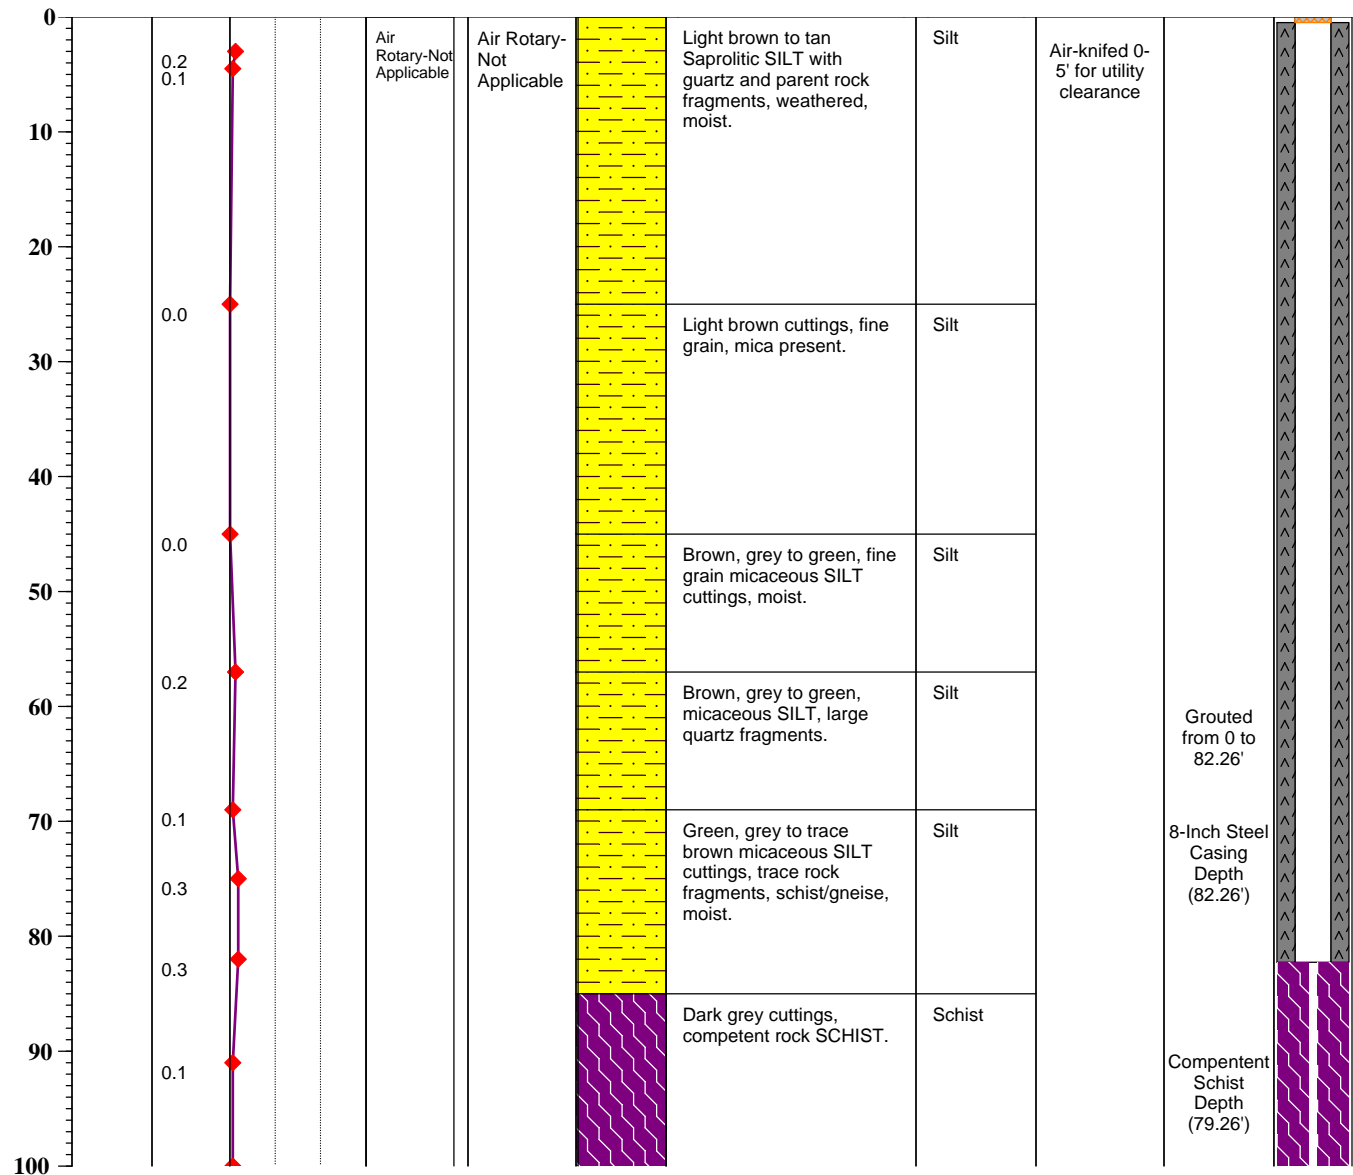 0
10
20
30
40
50
60
70
80
90
100
0.2
0.1
0.0
0.0
0.2
0.1
0.3
0.3
0.1
Air
Rotary-Not
Applicable
Air Rotary-
Not
Applicable
Light brown to tan
Saprolitic SILT with
guartz and parent rock
fragments, weathered,
moist.
Silt
Air-knifed 0-
5' for utility
clearance
Light brown cuttings, fine
grain, mica present.
Silt
Brown, grey to green, fine
grain micaceous SILT
cuttings, moist.
Silt
Brown, grey to green,
micaceous SILT, large
quartz fragments.
Silt
Green, grey to trace
brown micaceous SILT
cuttings, trace rock
fragments, schist/gneise,
moist.
Silt
Dark grey cuttings,
competent rock SCHIST.
Schist
Grouted
from 0 to
82.26'
8-Inch Steel
Casing
Depth
(82.26')
Compentent
Schist
Depth
(79.26')